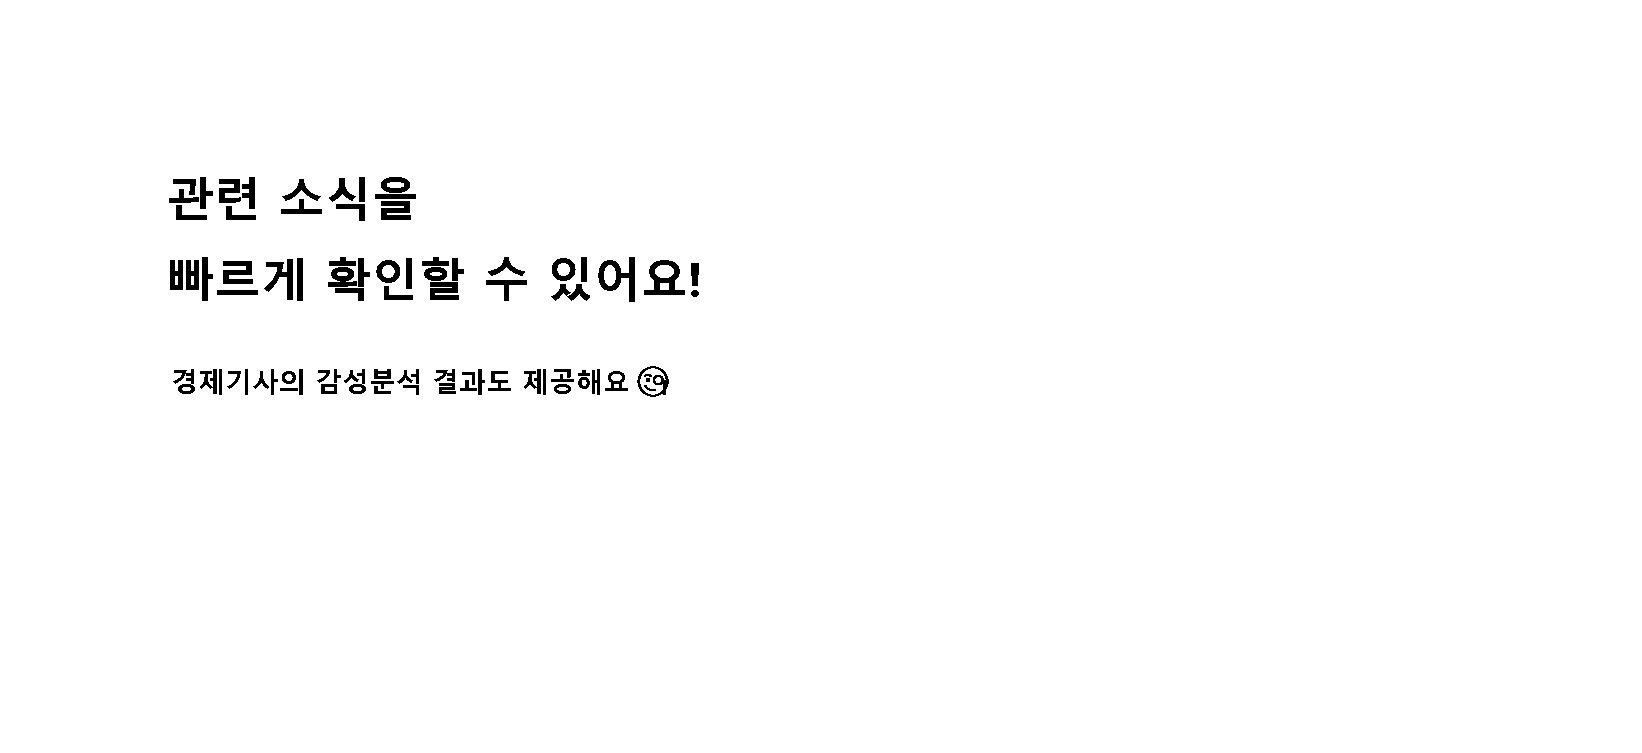 관련 소식을
빠르게 확인할 수 있어요!
경제기사의 감성분석 결과도 제공해요 🧐